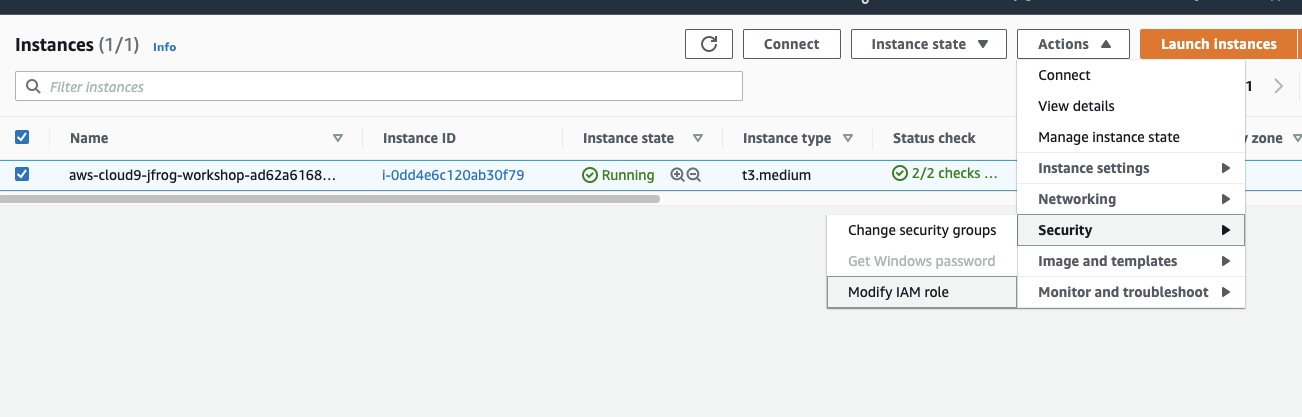 Instances (1/1) Info
Connect
Instance state
Actions
Launch instances
Filter instances
Connect
1
View details
Manage instance state
Name
Instance ID
Instance state
Instance type
Status check
zone
Instance settings
aws-cloud9-jfrog-workshop-ad62a6168...
i-0dd4e6c120ab30f79
Running
t3.medium
2/2 checks ...
Networking
Change security groups
Security
Get Windows password
Image and templates
Modify IAM role
Monitor and troubleshoot